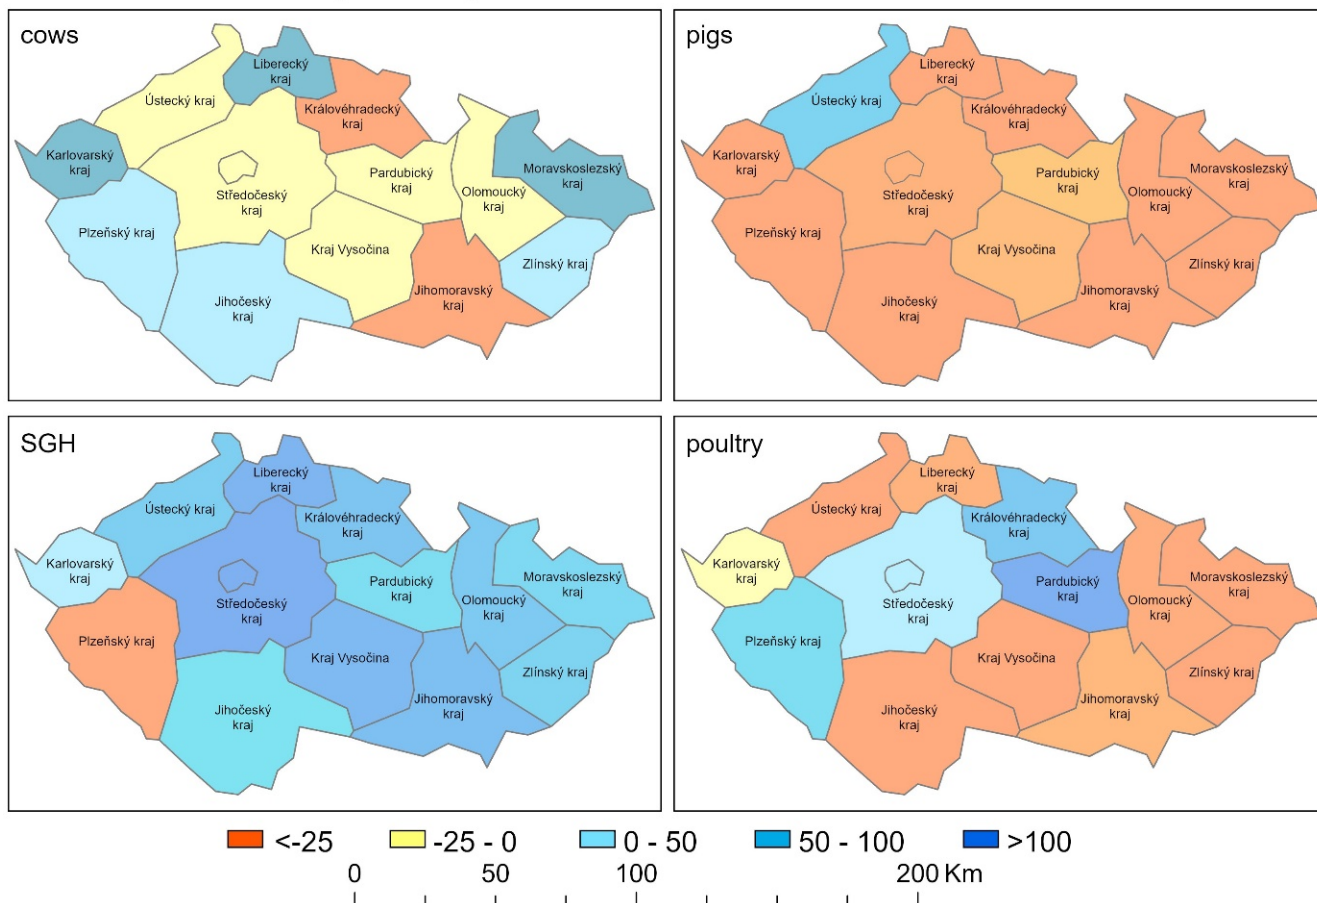 cows
Liberecký
kraj
Ústecký kraj
Královéhradecký
kraj
Karlovarský
kraj
Středočeský
kraj
Pardubický
kraj
Olomoucký
kraj
Moravskoslezský
kraj
Plzeňský kraj
Kraj Vysočina
Zlínský kraj
Jihočeský
kraj
Jihomoravský
kraj
pigs
Liberecký
kraj
Ústecký kraj
Královéhradecký
kraj
Karlovarský
kraj
Středočeský
kraj
Pardubický
kraj
Olomoucký
kraj
Moravskoslezský
kraj
Plzeňský kraj
Kraj Vysočina
Zlínský kraj
Jihočeský
kraj
Jihomoravský
kraj
SGH
Liberecký
kraj
Ústecký kraj
Královéhradecký
kraj
Karlovarský
kraj
Středočeský
kraj
Pardubický
kraj
Olomoucký
kraj
Moravskoslezský
kraj
Plzeňský kraj
Kraj Vysočina
Zlínský kraj
Jihočeský
kraj
Jihomoravský
kraj
poultry
Liberecký
kraj
Ústecký kraj
Královéhradecký
kraj
Karlovarský
kraj
Středočeský
kraj
Pardubický
kraj
Olomoucký
kraj
Moravskoslezský
kraj
Plzeňský kraj
Kraj Vysočina
Zlínský kraj
Jihočeský
kraj
Jihomoravský
kraj
<-25 -25 - 0 0 - 50 50 - 100 >100
0 50 100 200 Km